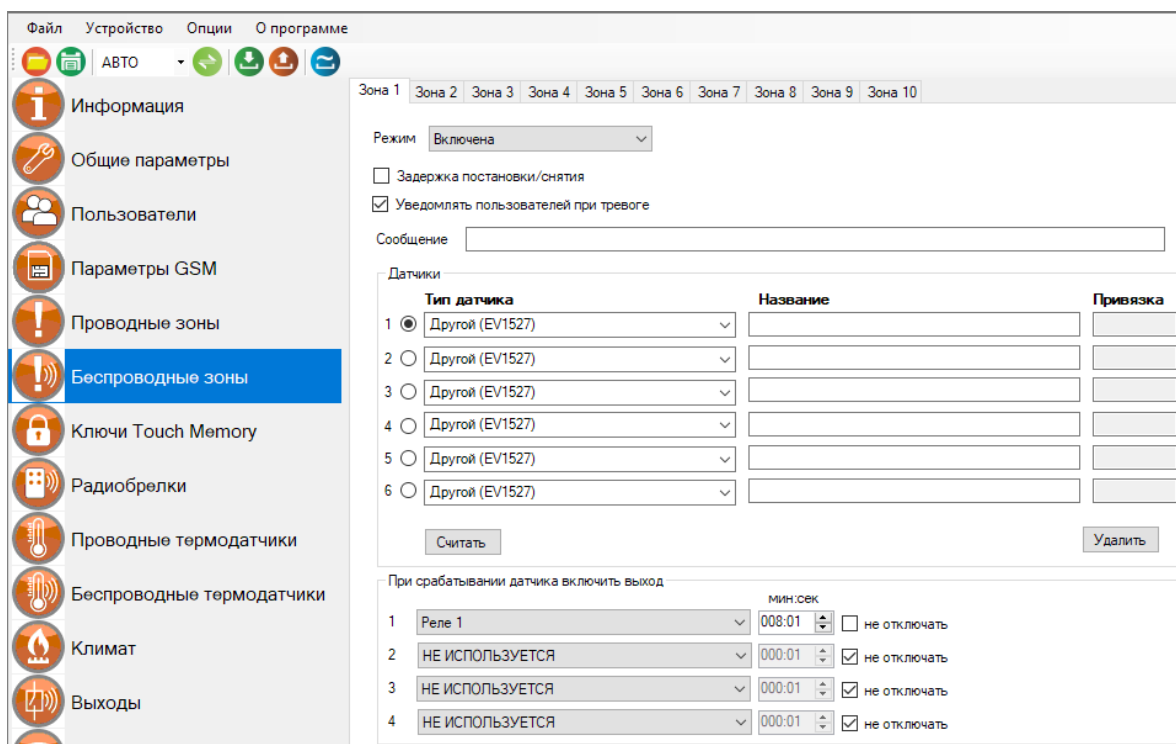 Файл Устройство Опции О программе
АВТО
Информация
Общие параметры
Пользователи
Параметры GSM
Проводные зоны
Беспроводные зоны
Ключи Touch Memory
Радиобрелки
Проводные термодатчики
Беспроводные термодатчики
Климат
Выходы
Зона 1 Зона 2 Зона 3 Зона 4 Зона 5 Зона 6 Зона 7 Зона 8 Зона 9 Зона 10
Режим Включена
Задержка постановки/снятия
Уведомлять пользователей при тревоге
Сообщение
Датчики
Тип датчика Название Привязка
1 Другой (EV1527)
2 Другой (EV1527)
3 Другой (EV1527)
4 Другой (EV1527)
5 Другой (EV1527)
6 Другой (EV1527)
Считать Удалить
При срабатывании датчика включить выход
мин:сек
1 Реле 1 008:01 не отключать
2 НЕ ИСПОЛЬЗУЕТСЯ 000:01 не отключать
3 НЕ ИСПОЛЬЗУЕТСЯ 000:01 не отключать
4 НЕ ИСПОЛЬЗУЕТСЯ 000:01 не отключать